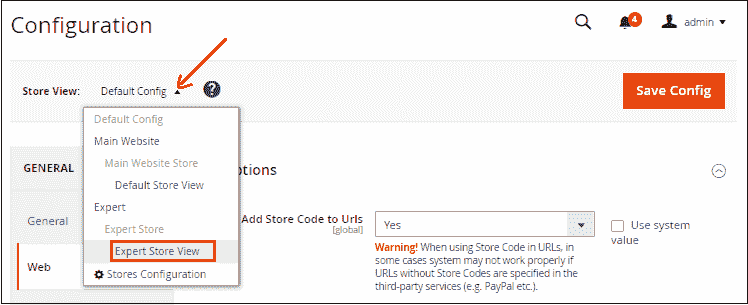 Configuration
4
admin
Store View:
Default Config
?
Save Config
Default Config
Main Website
Main Website Store
Default Store View
Expert
Expert Store
Expert Store View
Stores Configuration
GENERAL
General
Web
ptions
Add Store Code to Urls
[global]
Yes
Use system
value
Warning! When using Store Code in URLs, in
some cases system may not work properly if
URLs without Store Codes are specified in the
third-party services (e.g. PayPal etc.).